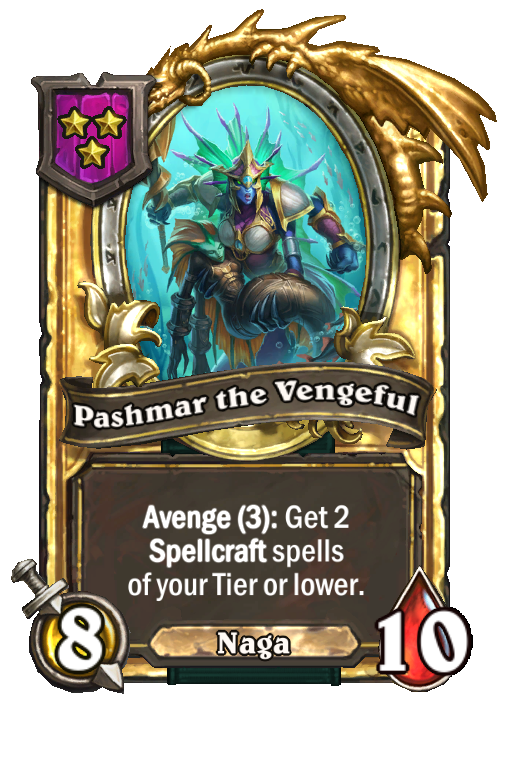 Pashmar the Vengeful
Avenge (3): Get 2
Spellcraft spells
of your Tier or lower.
8
Naga
10